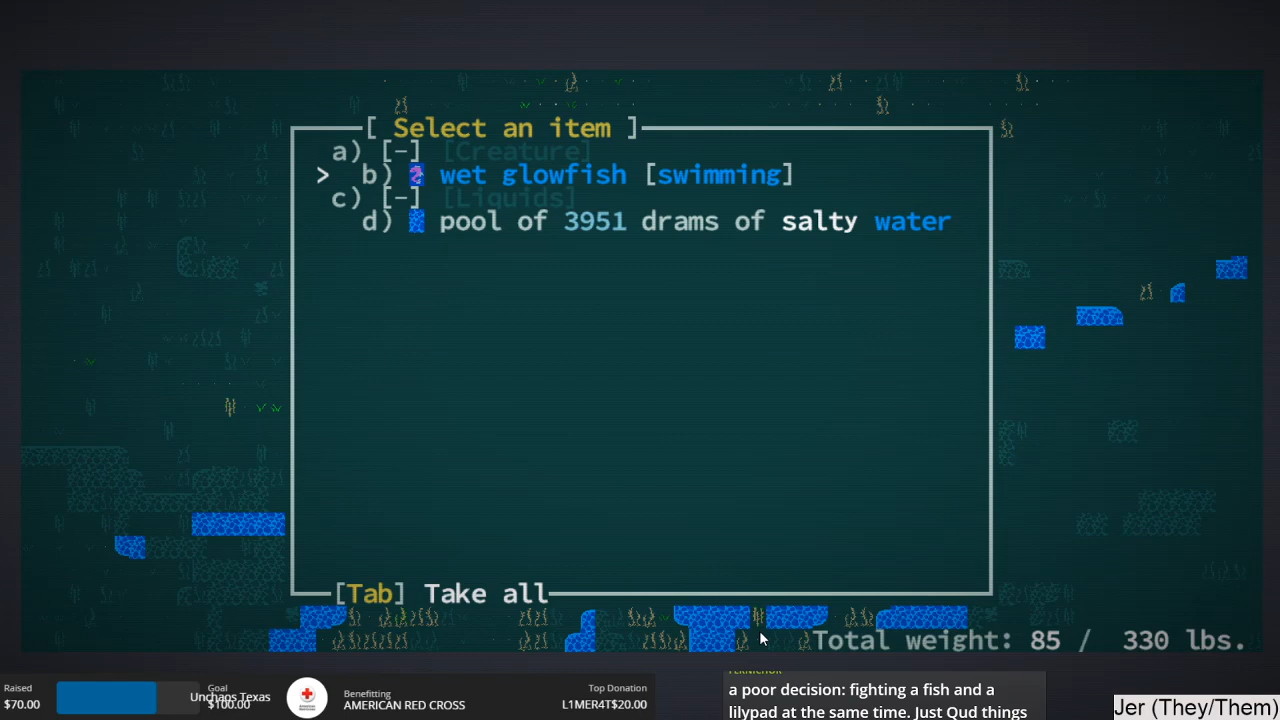 [ Select an item ]
a) [-] [Creature]
> b) wet glowfish [swimming]
c) [-] [Liquids]
d) pool of 3951 drams of salty water
[Tab] Take all
Total weight: 85 / 330 lbs.
Raised
$70.00
Goal
$100.00
Unchaos Texas
Benefitting
AMERICAN RED CROSS
Top Donation
L1MER4T$20.00
a poor decision: fighting a fish and a
lilypad at the same time. Just Qud things
Jer (They/Them)